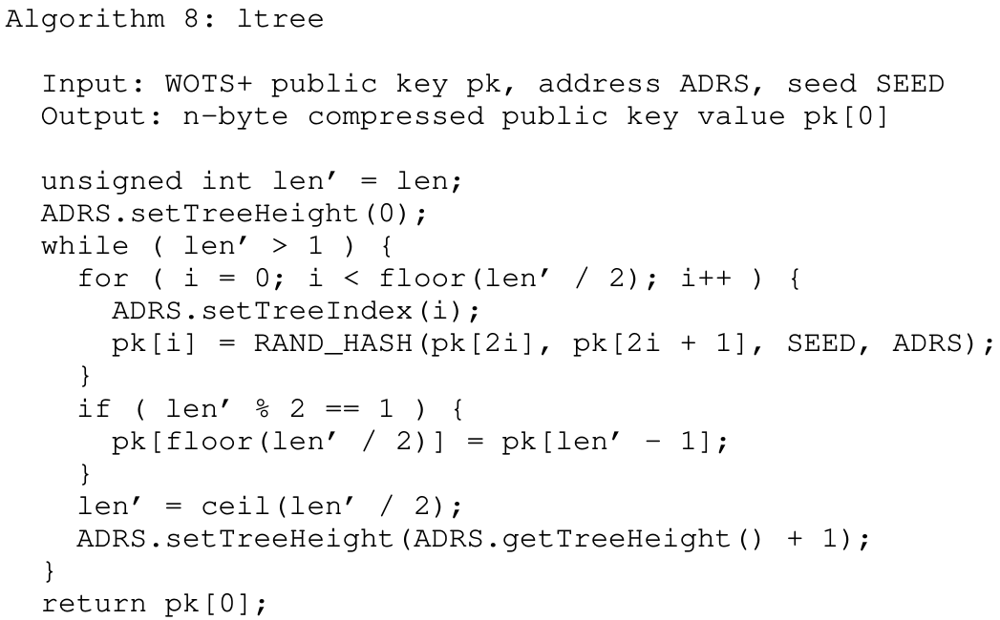 Algorithm 8: ltree
Input: WOTS+ public key pk, address ADRS, seed SEED
Output: n-byte compressed public key value pk[0]
unsigned int len' = len;
ADRS.setTreeHeight(0);
while ( len' > 1 ) {
for ( i = 0; i < floor(len' / 2); i++ ) {
ADRS.setTreeIndex(i);
pk[i] = RAND_HASH(pk[2i], pk[2i + 1], SEED, ADRS);
}
if ( len' % 2 == 1 ) {
pk[floor(len' / 2)] = pk[len' - 1];
}
len' = ceil(len' / 2);
ADRS.setTreeHeight(ADRS.getTreeHeight() + 1);
}
return pk[0];